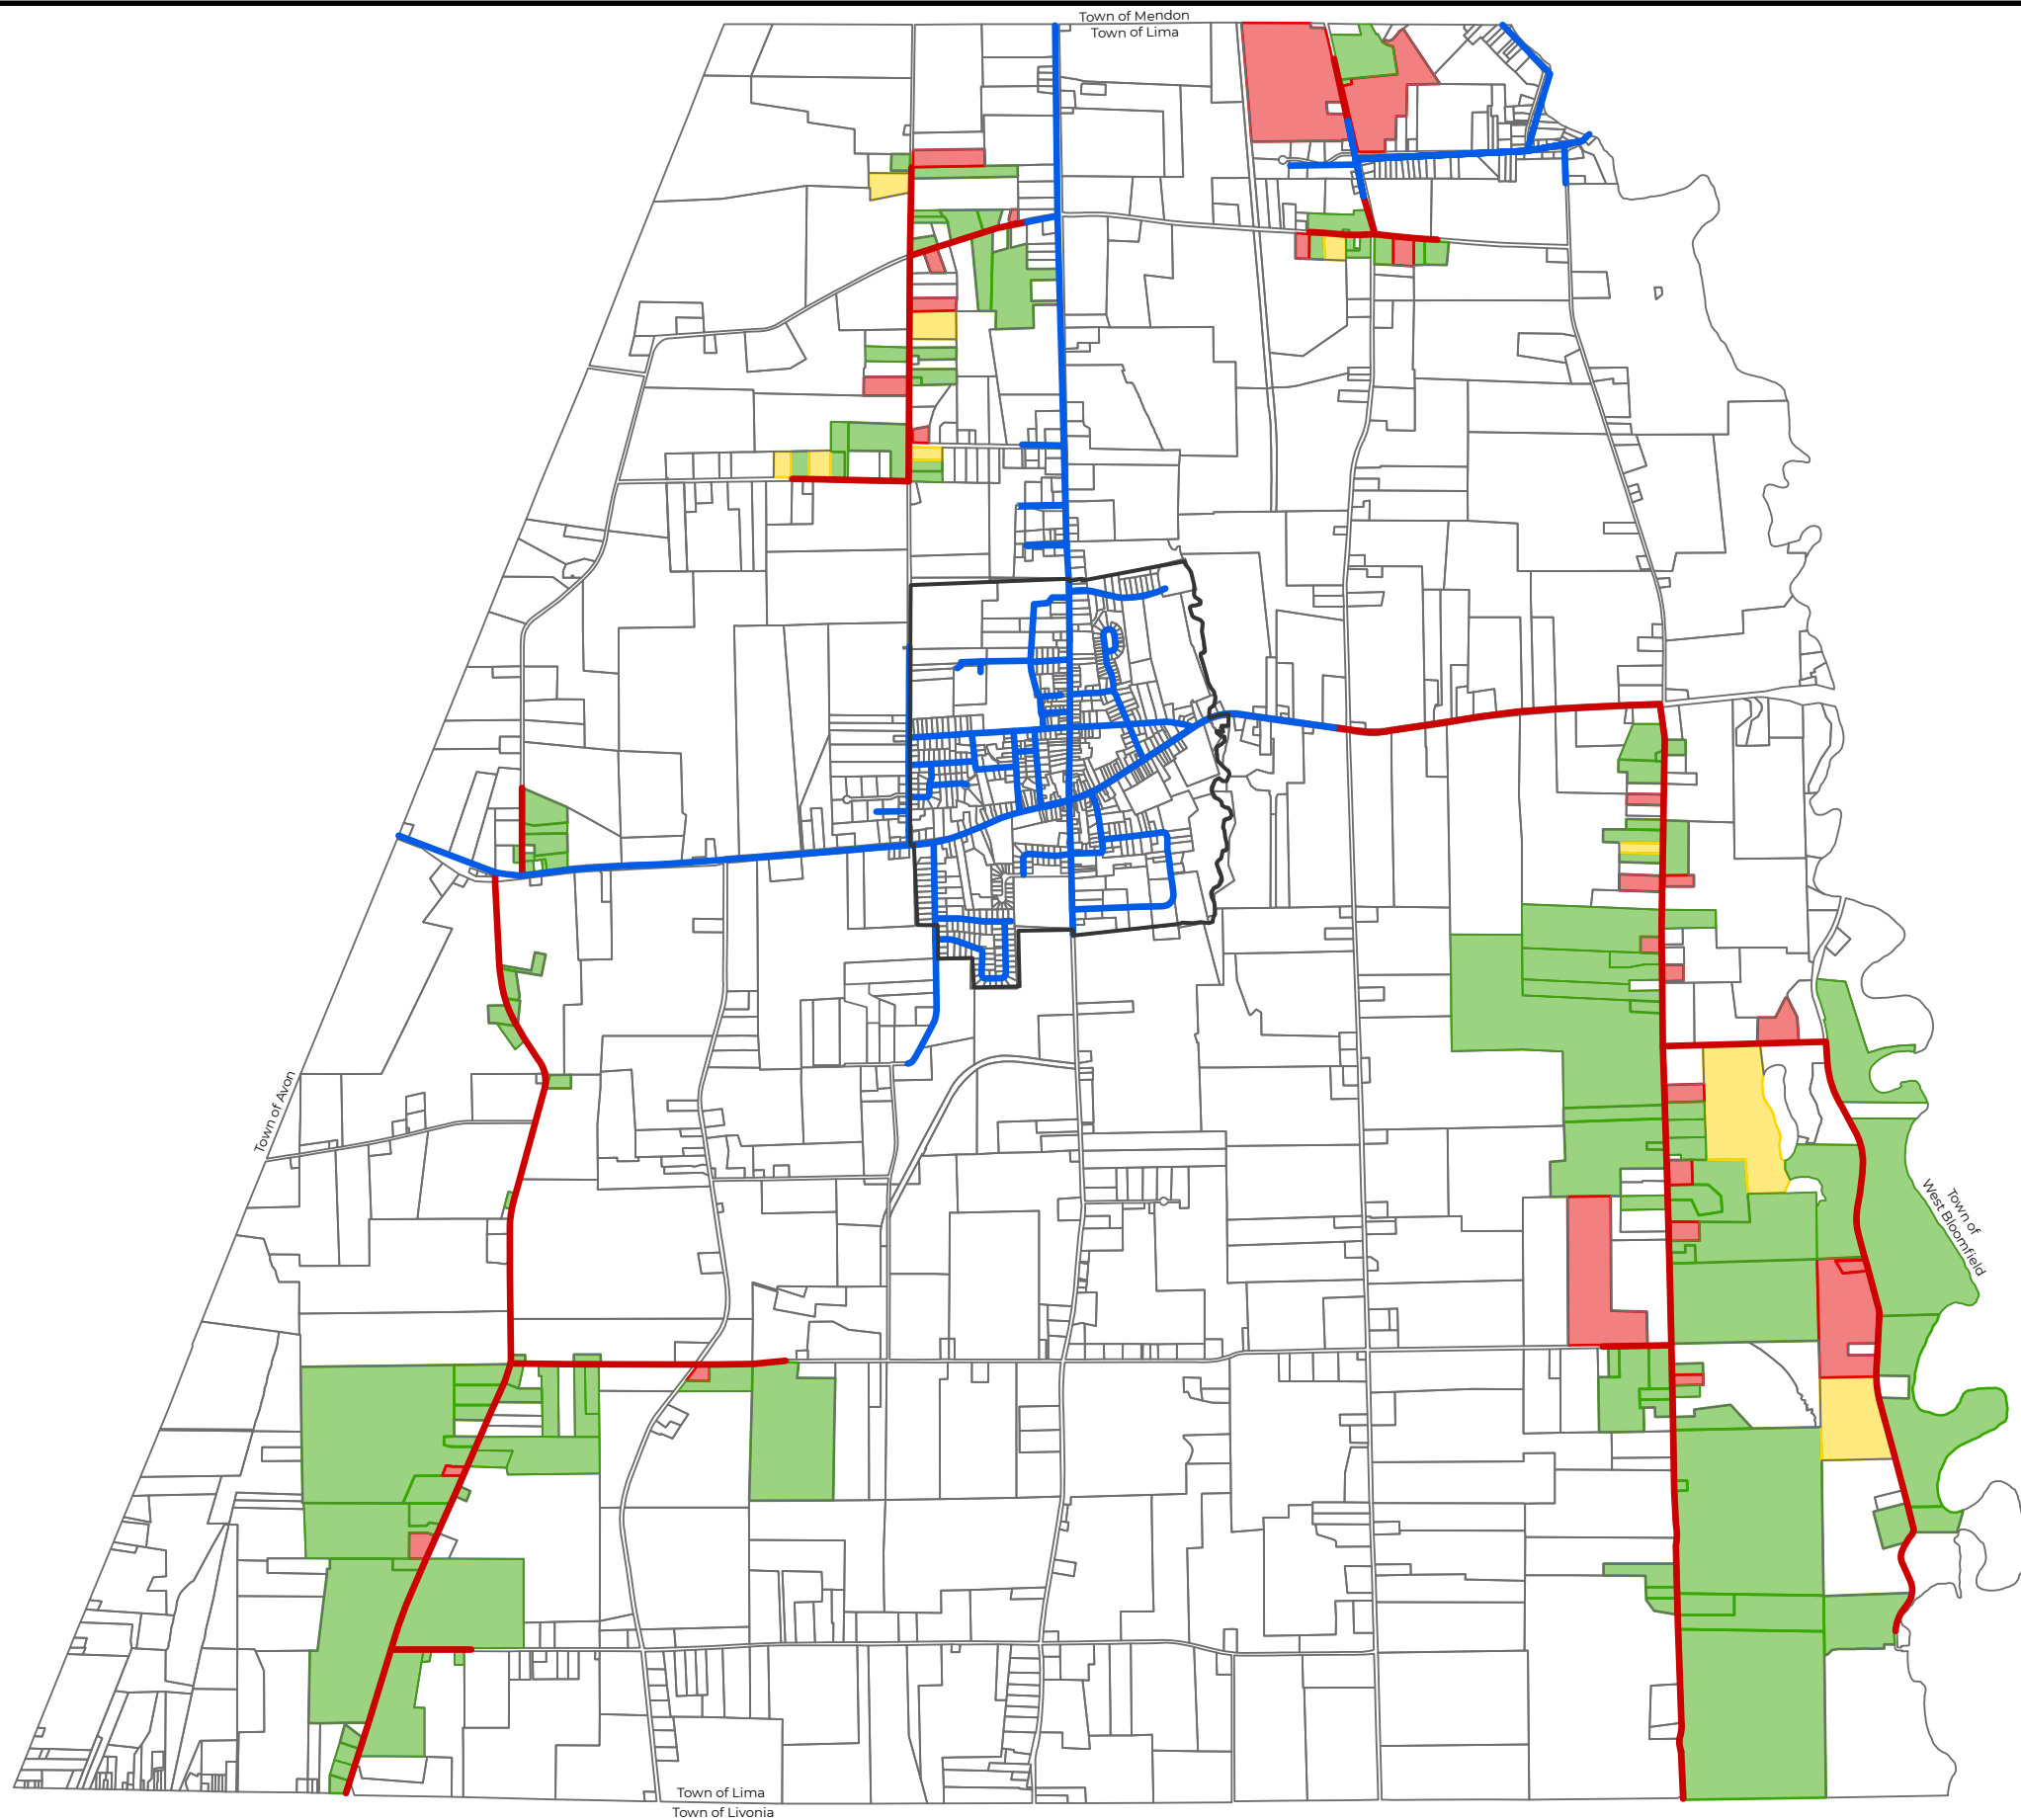 Town of Mendon
Town of Lima
Town of Avon
Town of
West Bloomfield
Town of Lima
Town of Livonia